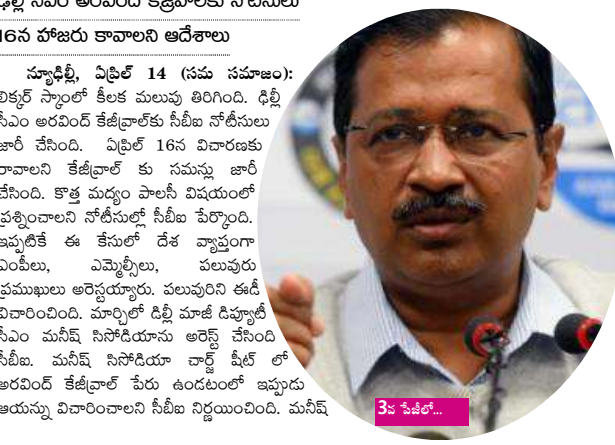 ఢిల్లీ సీఎం అరవింద్ కేజ్రీవాల్‌కు నోటీసులు
16న హాజరు కావాలని ఆదేశాలు
న్యూఢిల్లీ, ఏప్రిల్ 14 (సమ సమాజం):
లిక్కర్ స్కాంలో కీలక మలుపు తిరిగింది. ఢిల్లీ
సీఎం అరవింద్ కేజీవ్రాల్‌కు సీబీఐ నోటీసులు
జారీ చేసింది. ఏప్రిల్ 16న విచారణకు
రావాలని కేజీవ్రాల్ కు సమన్లు జారీ
చేసింది. కొత్త మద్యం పాలసీ విషయంలో
ప్రశ్నించాలని నోటీసుల్లో సీబీఐ పేర్కొంది.
ఇప్పటికే ఈ కేసులో దేశ వ్యాప్తంగా
ఎంపీలు, ఎమ్మెల్సీలు, పలువురు
ప్రముఖులు అరెస్టయ్యారు. పలువురిని ఈడీ
విచారించింది. మార్చిలో డిల్లీ మాజీ డిప్యూటీ
సీఎం మనీష్ సిసోడియాను అరెస్ట్ చేసింది
సీబీఐ. మనీష్ సిసోడియా చార్జ్ షీట్ లో
అరవింద్ కేజీవ్రాల్ పేరు ఉండటంలో ఇప్పుడు
ఆయన్ను విచారించాలని సీబీఐ నిర్ణయించింది. మనీష్
3వ పేజీలో...